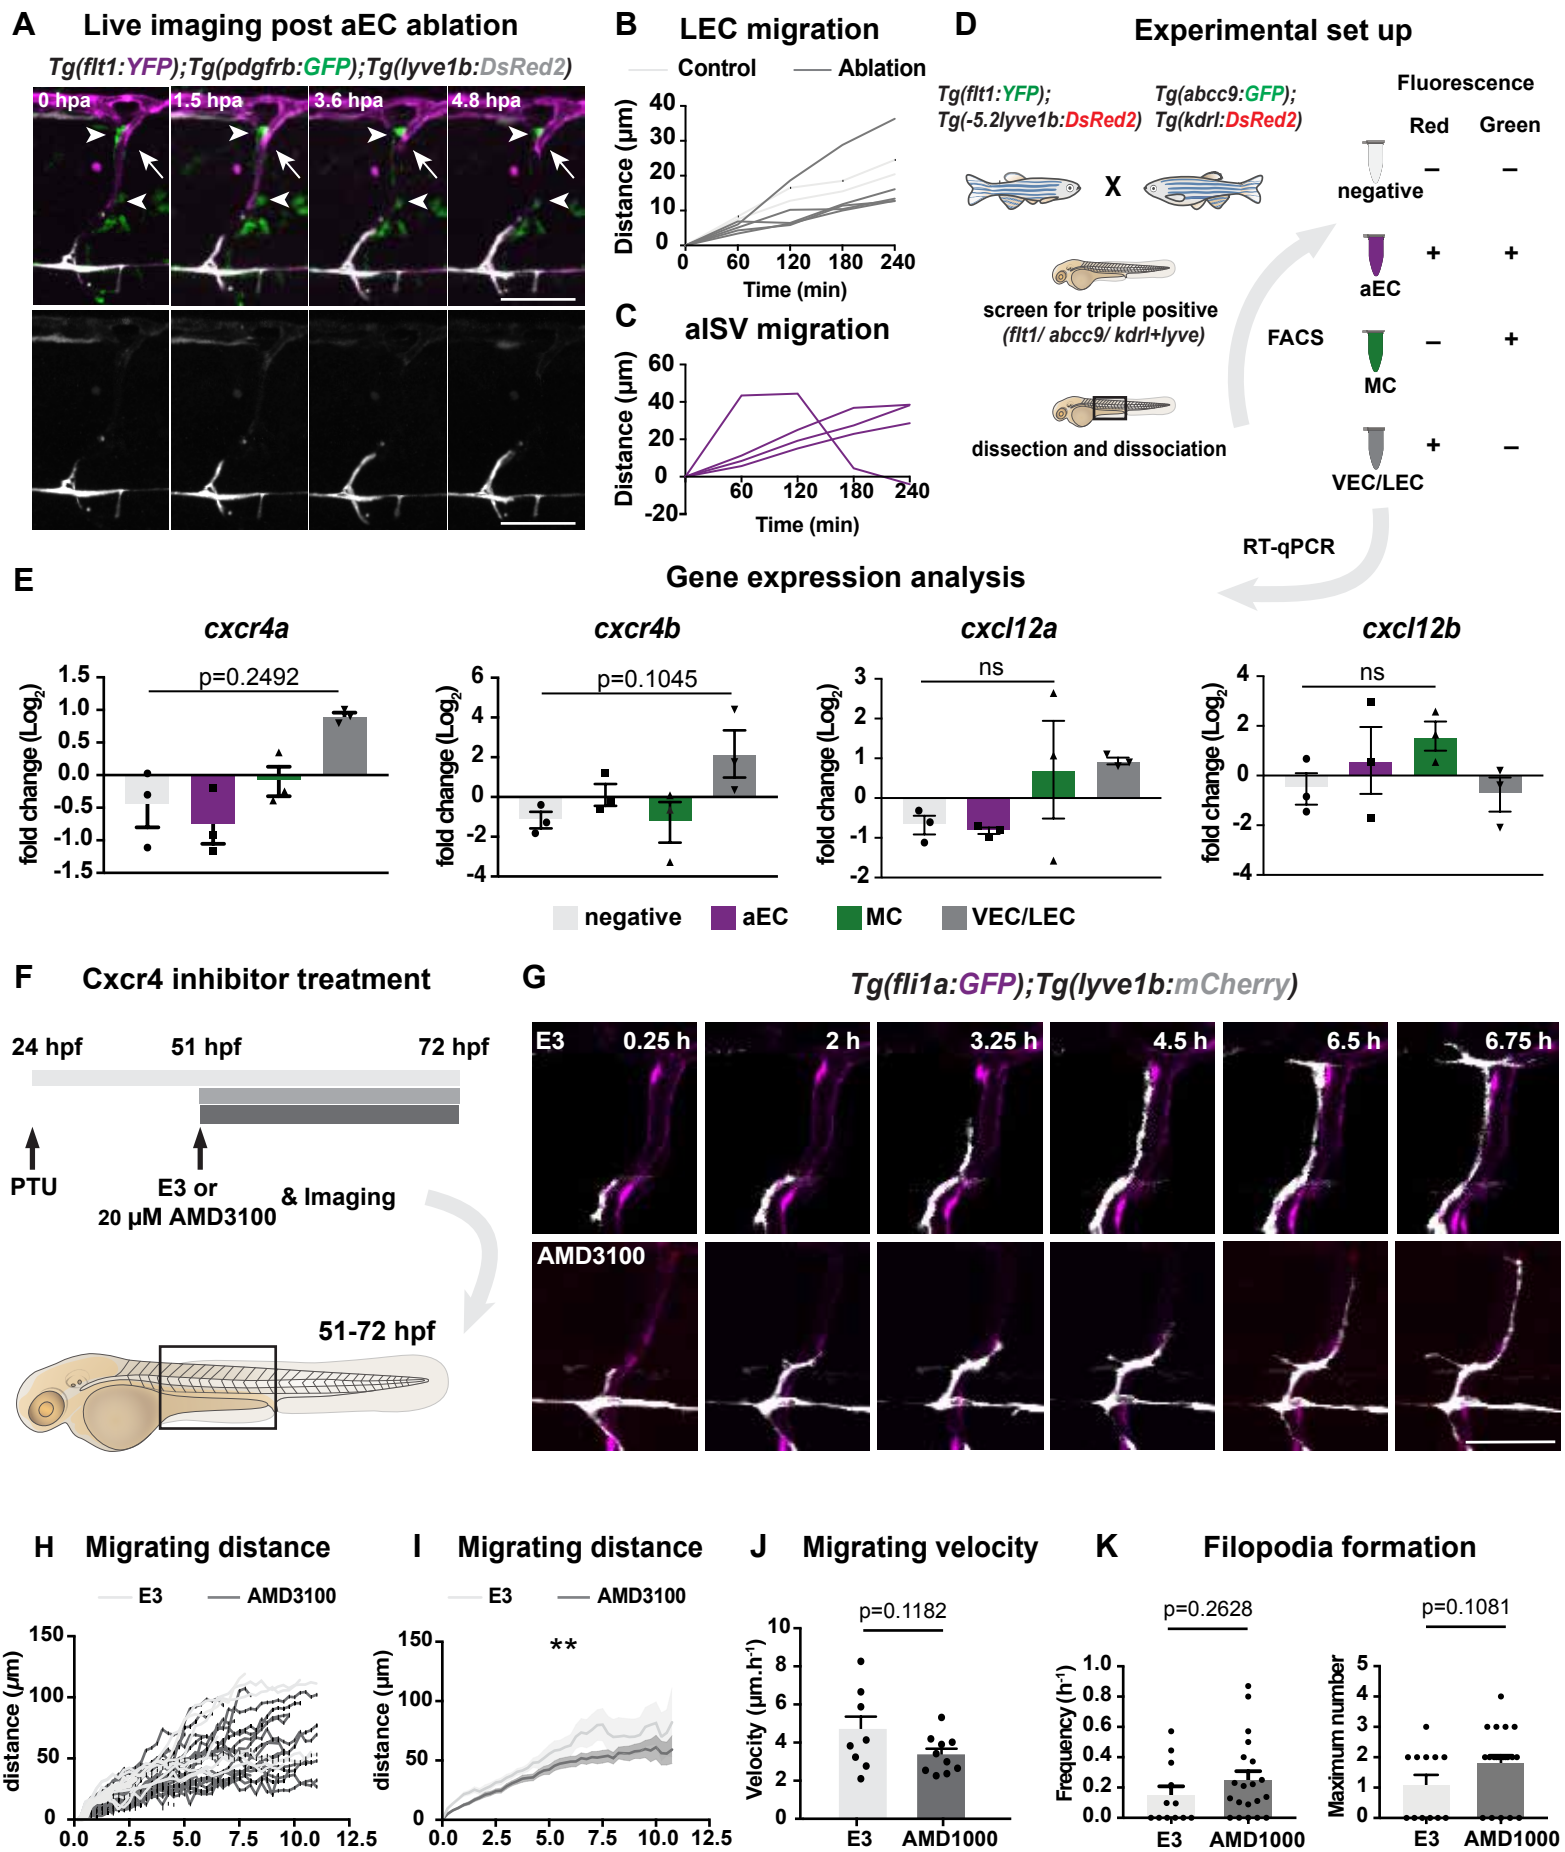 A Live imaging post aEC ablation
Tg(flt1:YFP);Tg(pdgfrb:GFP);Tg(lyve1b:DsRed2)
0 hpa 1.5 hpa 3.6 hpa 4.8 hpa
B LEC migration
Control Ablation
Distance (µm)
40
30
20
10
0
0 60 120 180 240
Time (min)
C aISV migration
Distance (µm)
60
40
20
0
-20
60 120 180 240
Time (min)
D Experimental set up
Tg(flt1:YFP);
Tg(-5.2lyve1b:DsRed2)
Tg(abcc9:GFP);
Tg(kdrl:DsRed2)
X
screen for triple positive
(flt1/ abcc9/ kdrl+lyve)
dissection and dissociation
FACS
Fluorescence
Red Green
negative – –
aEC + +
MC – +
VEC/LEC + –
RT-qPCR
E Gene expression analysis
cxcr4a
p=0.2492
fold change (Log2)
1.5
1.0
0.5
0.0
-0.5
-1.0
-1.5
cxcr4b
p=0.1045
fold change (Log2)
6
4
2
0
-2
-4
cxcl12a
ns
fold change (Log2)
3
2
1
0
-1
-2
cxcl12b
ns
fold change (Log2)
4
2
0
-2
-4
negative aEC MC VEC/LEC
F Cxcr4 inhibitor treatment
24 hpf 51 hpf 72 hpf
PTU
E3 or
20 µM AMD3100
& Imaging
51-72 hpf
G Tg(fli1a:GFP);Tg(lyve1b:mCherry)
E3 0.25 h 2 h 3.25 h 4.5 h 6.5 h 6.75 h
AMD3100
H Migrating distance
E3 AMD3100
distance (µm)
150
100
50
0
0.0 2.5 5.0 7.5 10.0 12.5
I Migrating distance
E3 AMD3100
**
distance (µm)
150
100
50
0
0.0 2.5 5.0 7.5 10.0 12.5
J Migrating velocity
p=0.1182
Velocity (µm.h-1)
10
8
6
4
2
0
E3 AMD1000
K Filopodia formation
p=0.2628
Frequency (h-1)
1.0
0.8
0.6
0.4
0.2
0.0
E3 AMD1000
p=0.1081
Maximum number
5
4
3
2
1
0
E3 AMD1000